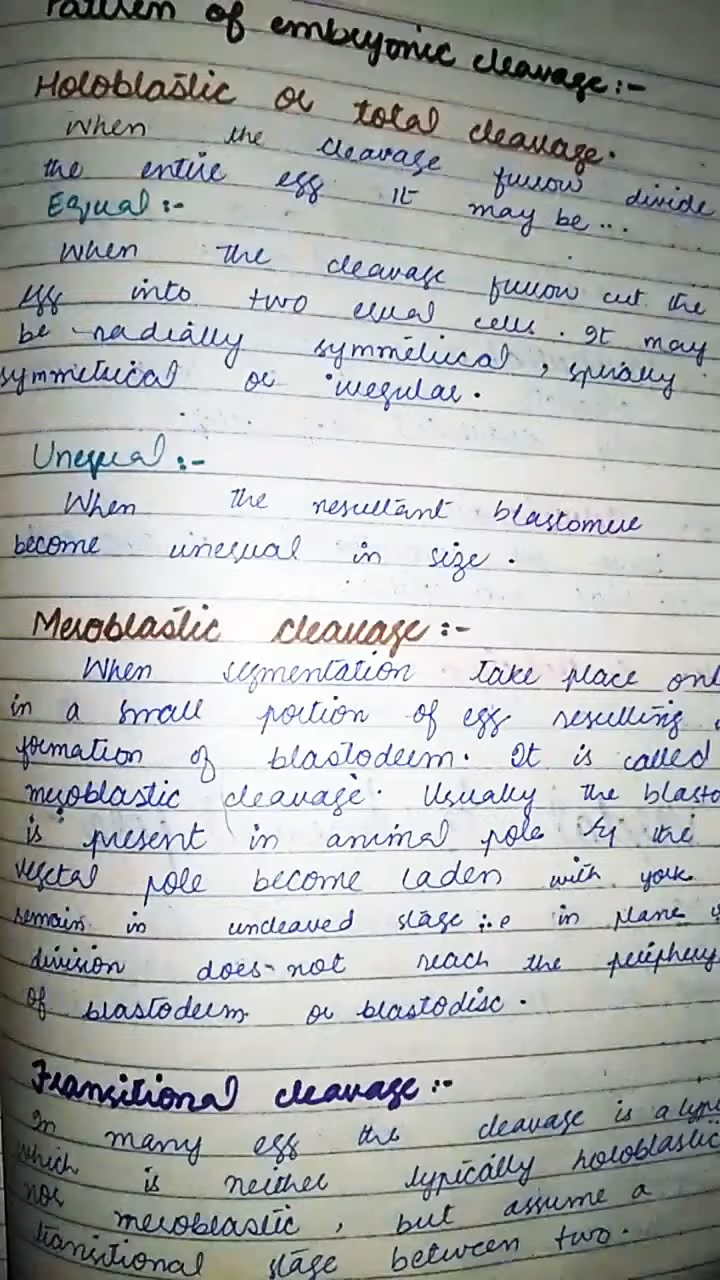 Pattern of embryonic cleavage :-
Holoblastic or total cleavage.
When the cleavage furrow divide
the entire egg It may be ...
Equal :-
When the cleavage furrow cut the
egg into two equal cells. It may
be radially symmetrical, spirally
symmetrical or irregular.
Unequal :-
When the resultant blastomere
become unequal in size.
Meroblastic cleavage :-
When segmentation take place onl
in a small portion of egg resulling
formation of blastoderm. It is called
meroblastic cleavage. Usually the blasto
is present in animal pole the
vegetal pole become laden with york
remain in uncleaved stage i.e in plane
division does not reach the periphery
of blastoderm or blastodisc.
Transitional cleavage :-
In many egg the cleavage is a type
which is neither typically holoblastic
nor meroblastic, but assume a
transitional stage between two.